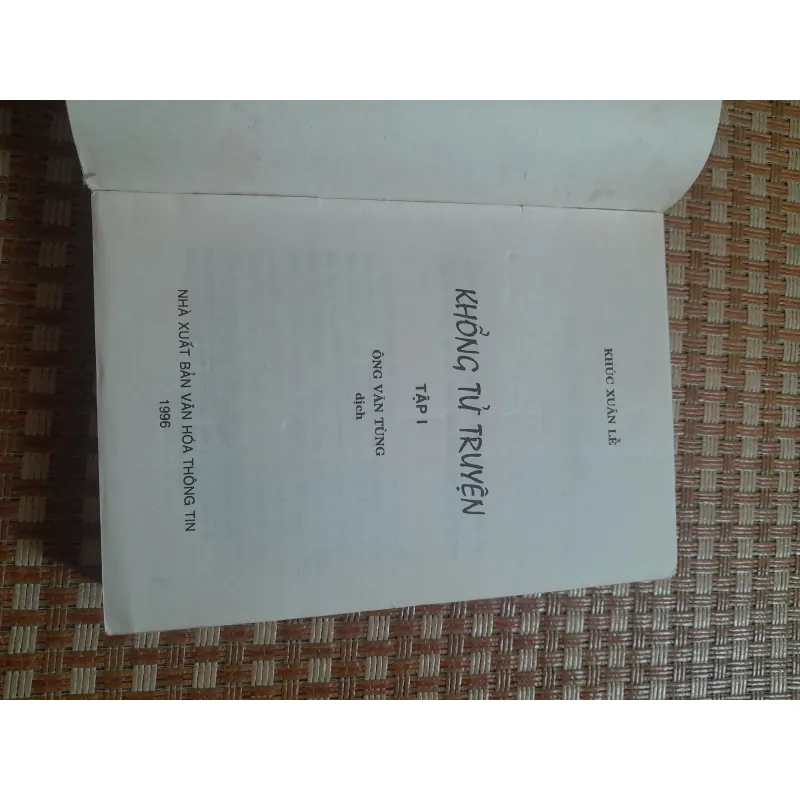 KHÚC XUÂN LỄ
KHỔNG TỬ TRUYỆN
TẬP I
ÔNG VĂN TÙNG
dịch
NHÀ XUẤT BẢN VĂN HÓA THÔNG TIN
1996